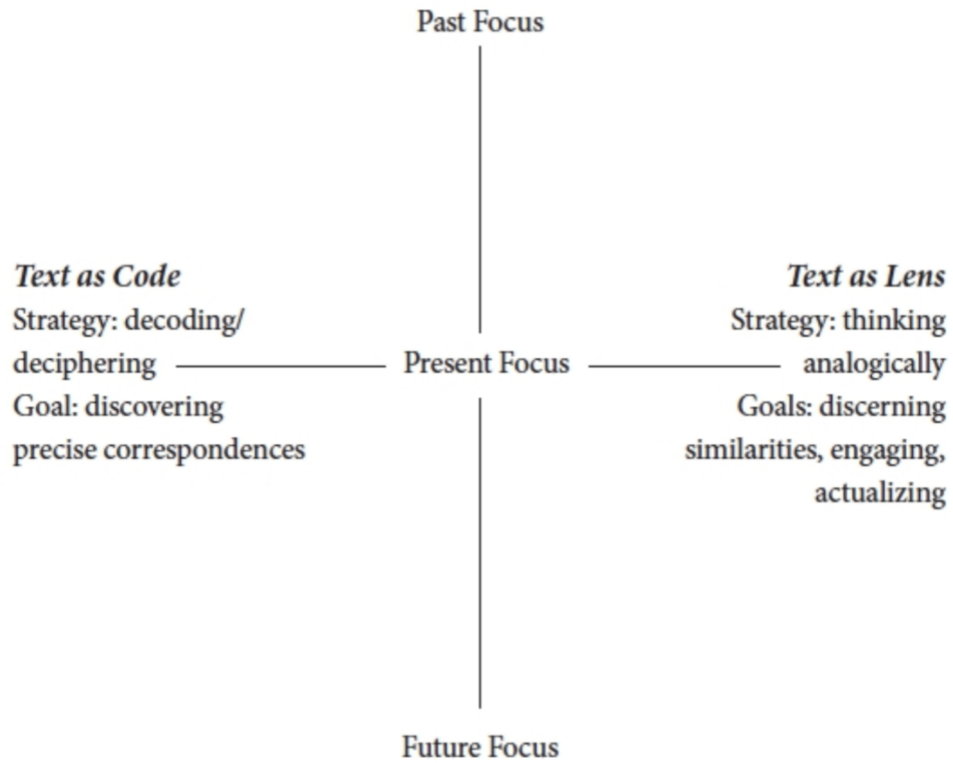 Past Focus
Text as Code
Strategy: decoding/
deciphering
Goal: discovering
precise correspondences
Present Focus
Text as Lens
Strategy: thinking
analogically
Goals: discerning
similarities, engaging,
actualizing
Future Focus